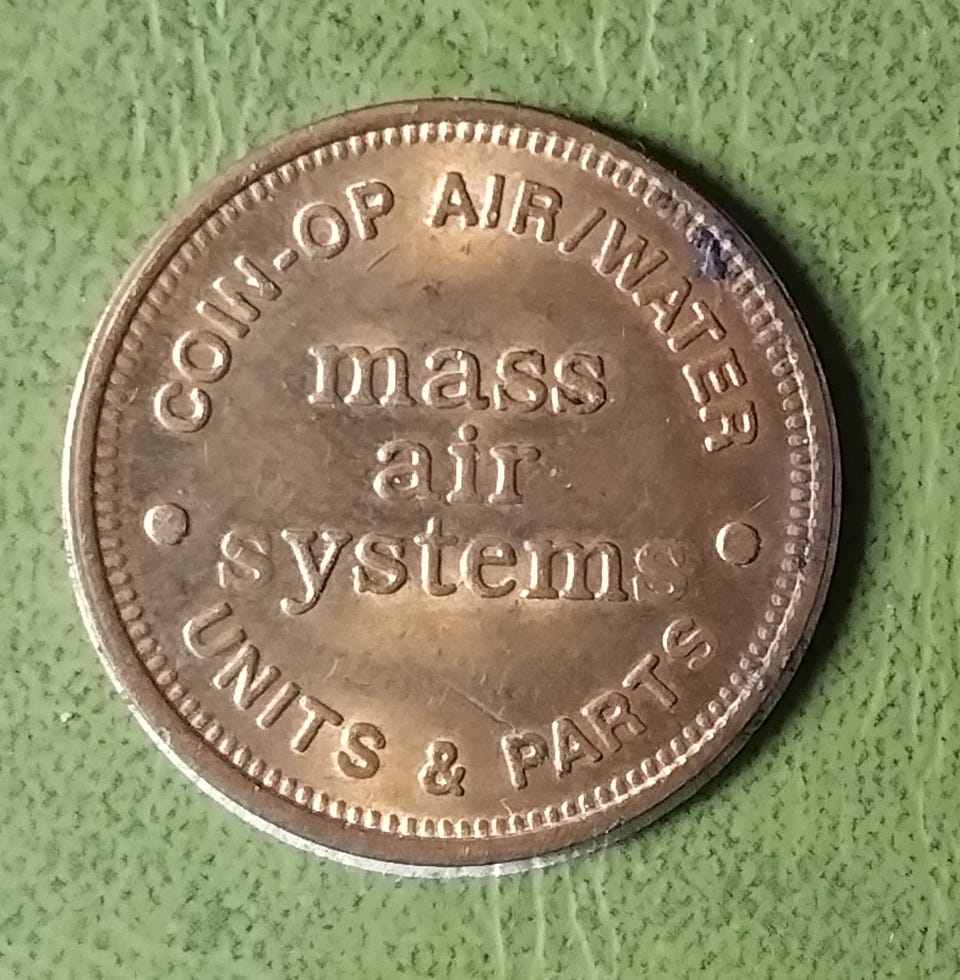 COIN-OP AIR/WATER
mass
air
systems
UNITS & PARTS